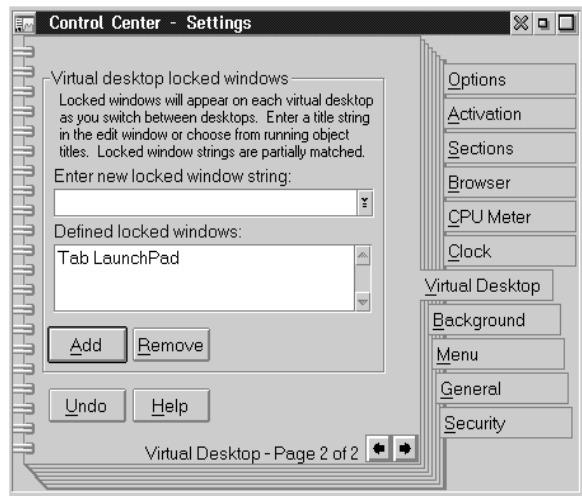 Control Center - Settings
Virtual desktop locked windows
Locked windows will appear on each virtual desktop
as you switch between desktops. Enter a title string
in the edit window or choose from running object
titles. Locked window strings are partially matched.
Enter new locked window string:
Defined locked windows:
Tab LaunchPad
Add
Remove
Undo
Help
Virtual Desktop - Page 2 of 2
Options
Activation
Sections
Browser
CPU Meter
Clock
Virtual Desktop
Background
Menu
General
Security